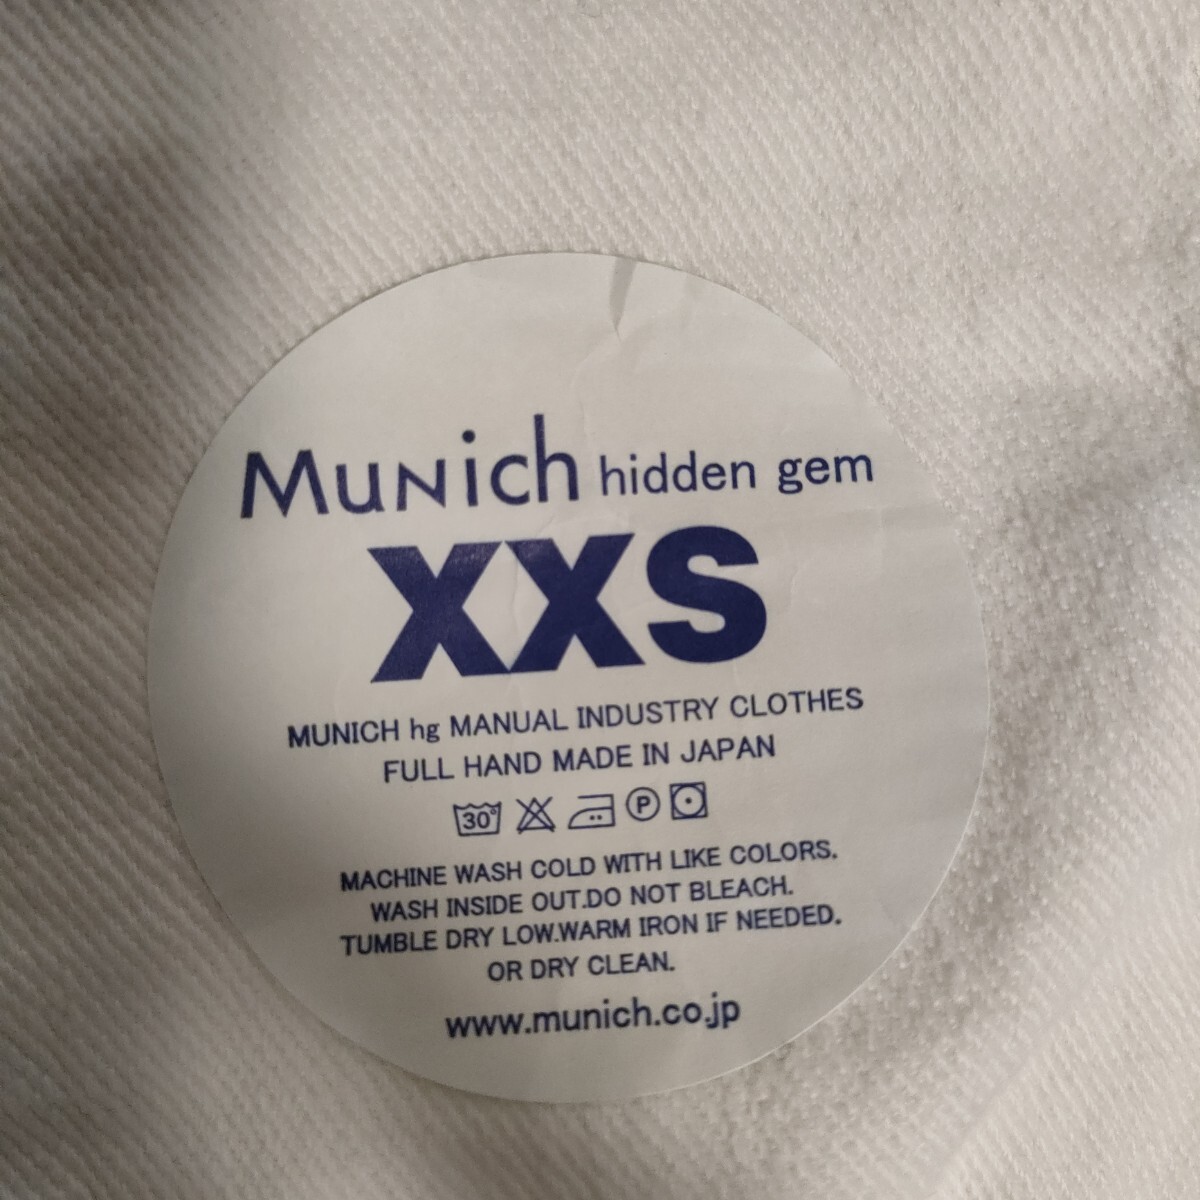 Munich hidden gem
XXS
MUNICH hg MANUAL INDUSTRY CLOTHES
FULL HAND MADE IN JAPAN
30° P
MACHINE WASH COLD WITH LIKE COLORS.
WASH INSIDE OUT.DO NOT BLEACH.
TUMBLE DRY LOW.WARM IRON IF NEEDED.
OR DRY CLEAN.
www.munich.co.jp